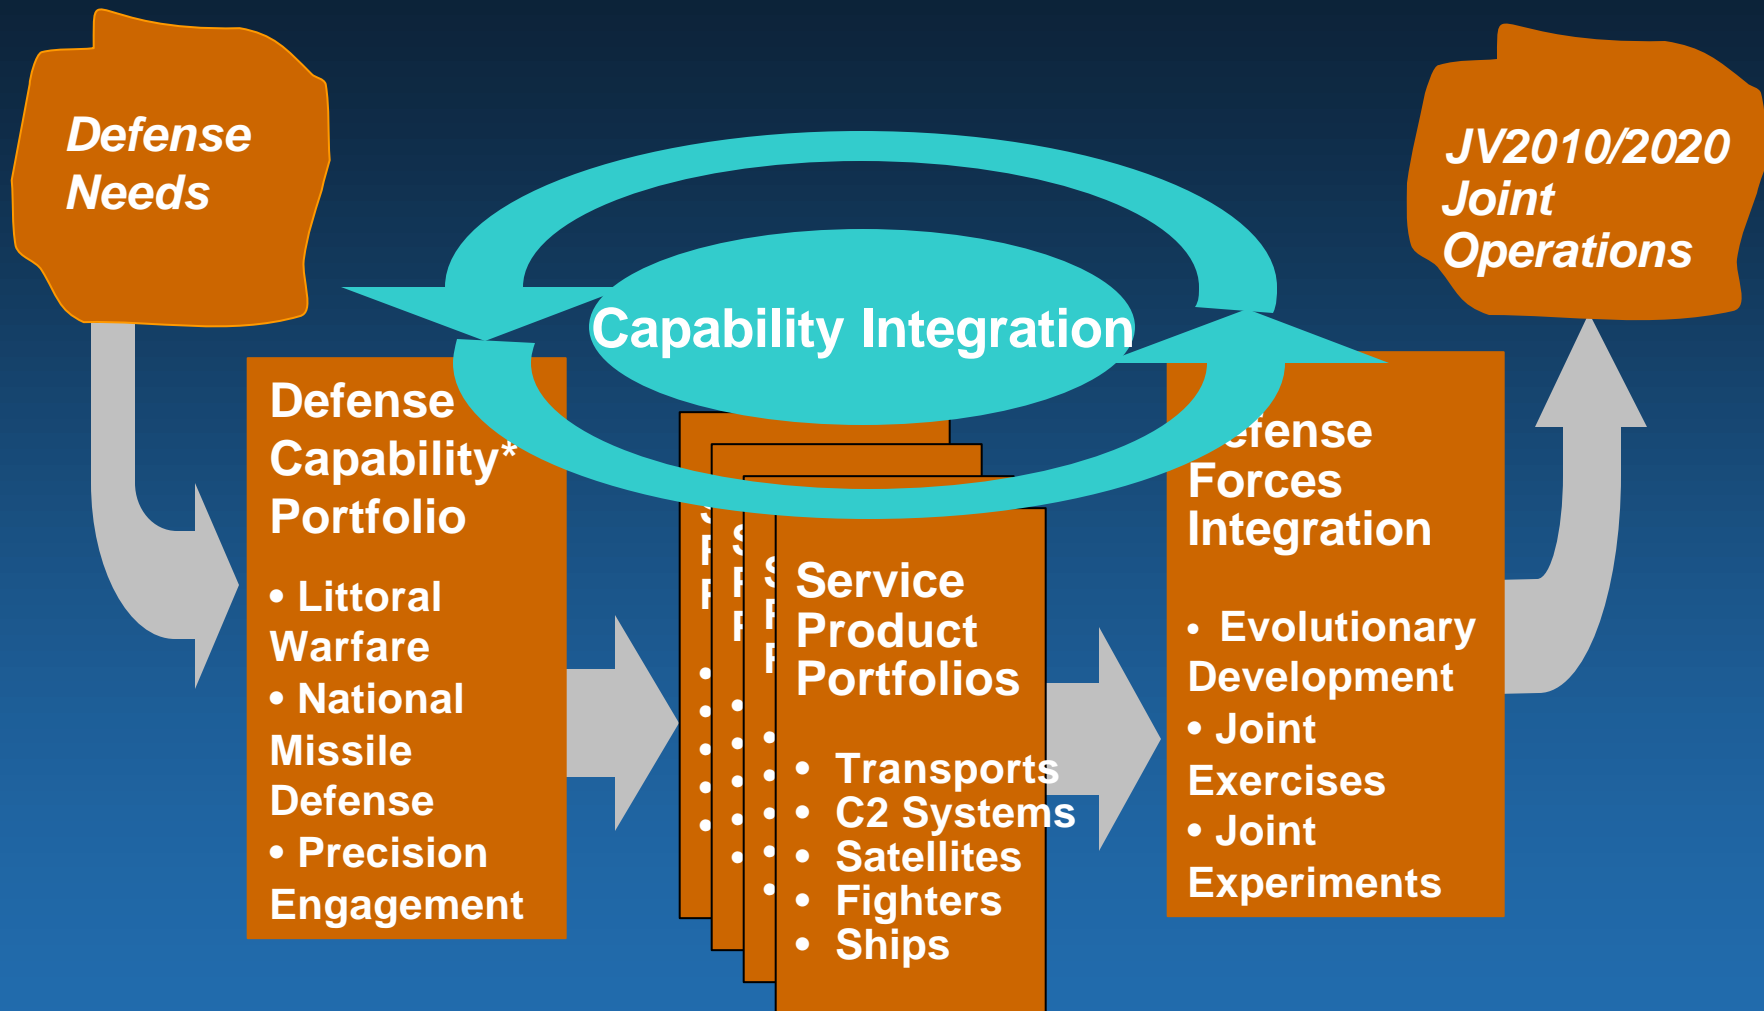 Defense
Needs
JV2010/2020
Joint
Operations
Capability Integration
Defense
Capability*
Portfolio
• Littoral
Warfare
• National
Missile
Defense
• Precision
Engagement
Service
Product
Portfolios
• Transports
• C2 Systems
• Satellites
• Fighters
• Ships
Defense
Forces
Integration
• Evolutionary
Development
• Joint
Exercises
• Joint
Experiments